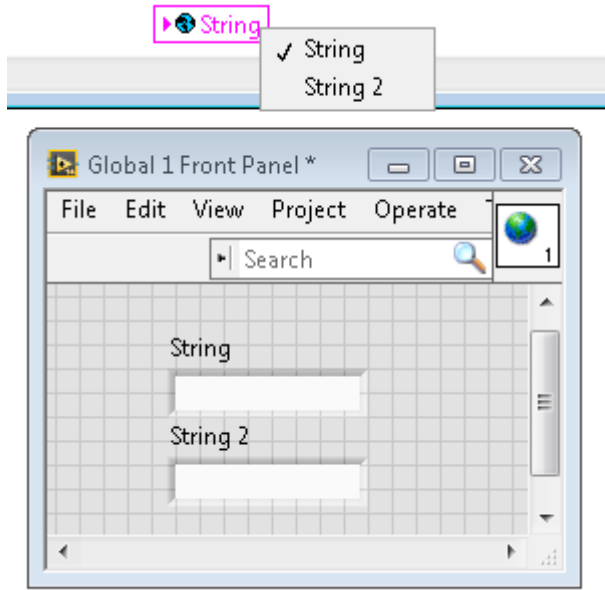 String
String
String 2
Global 1 Front Panel *
File Edit View Project Operate
Search
1
String
String 2